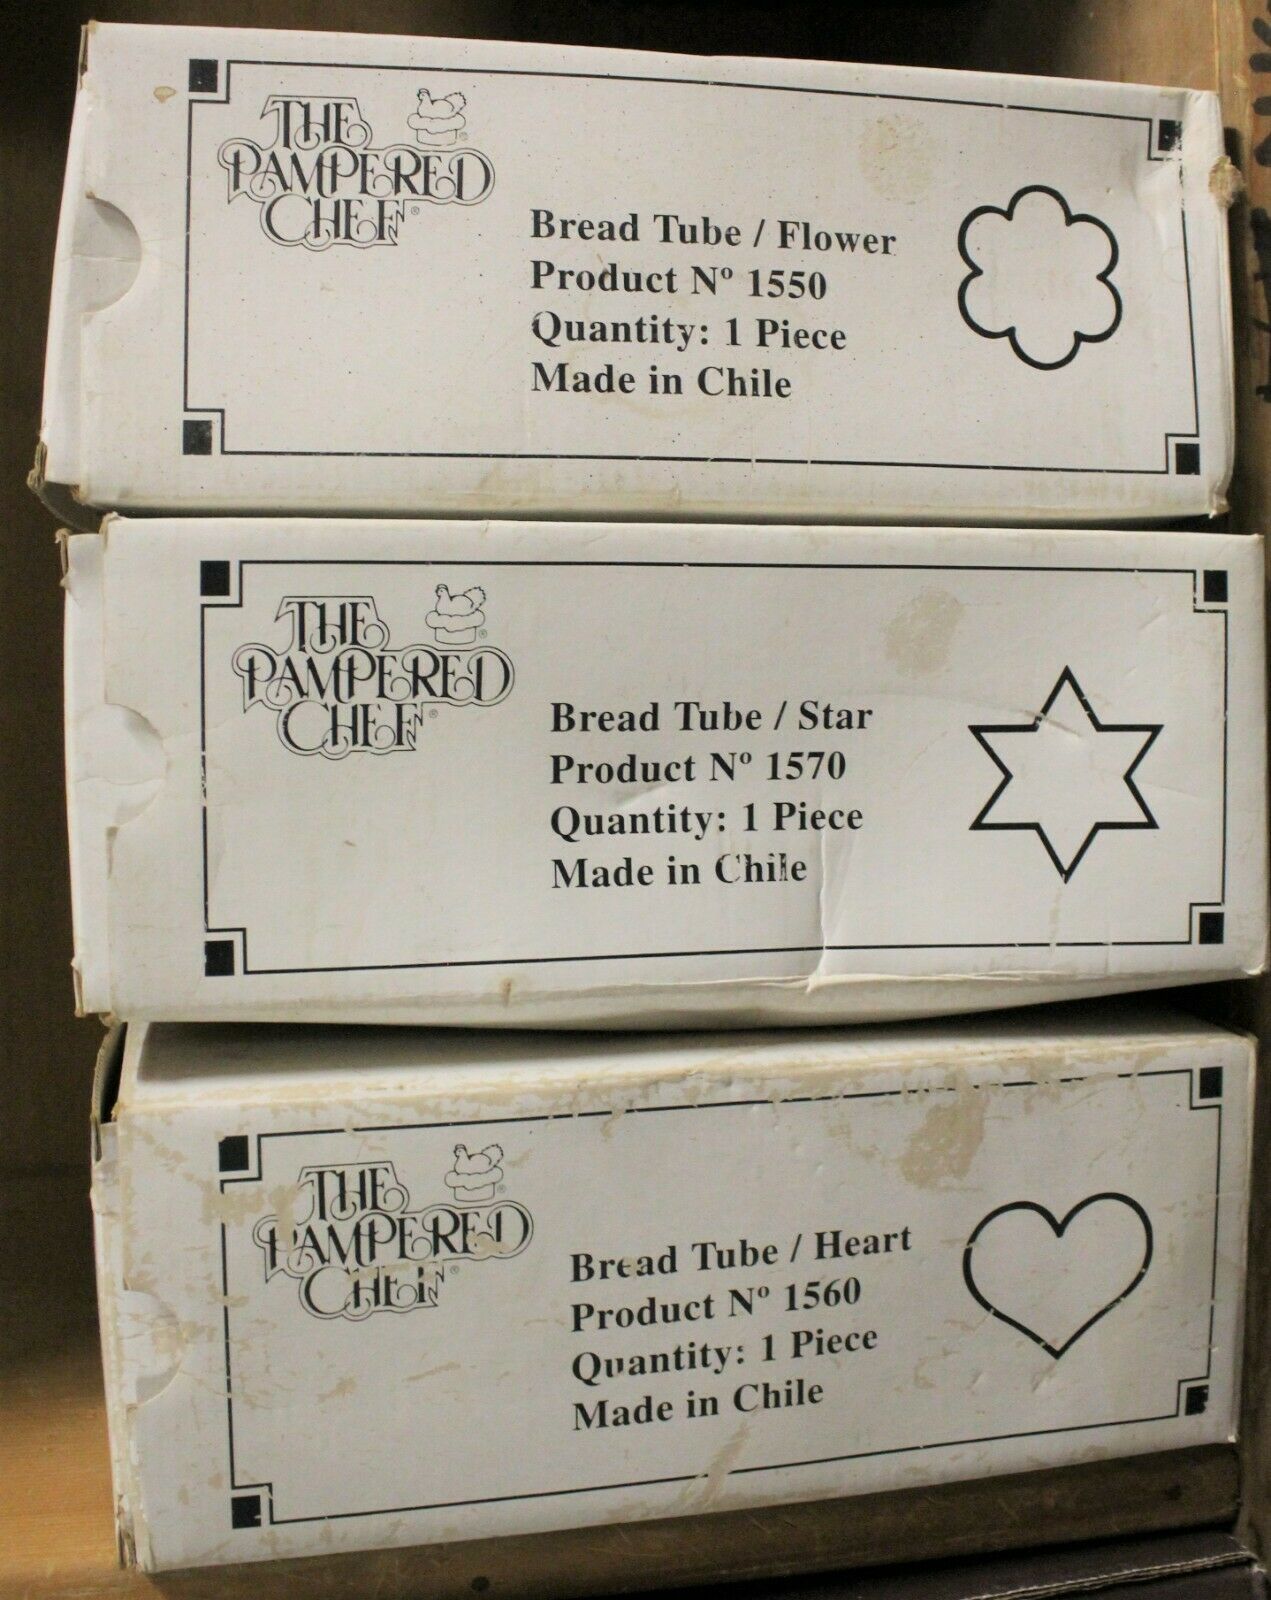 THE
PAMPERED
CHEF®
Bread Tube / Flower
Product Nº 1550
Quantity: 1 Piece
Made in Chile
THE
PAMPERED
CHEF®
Bread Tube / Star
Product Nº 1570
Quantity: 1 Piece
Made in Chile
THE
PAMPERED
CHEF®
Bread Tube / Heart
Product Nº 1560
Quantity: 1 Piece
Made in Chile